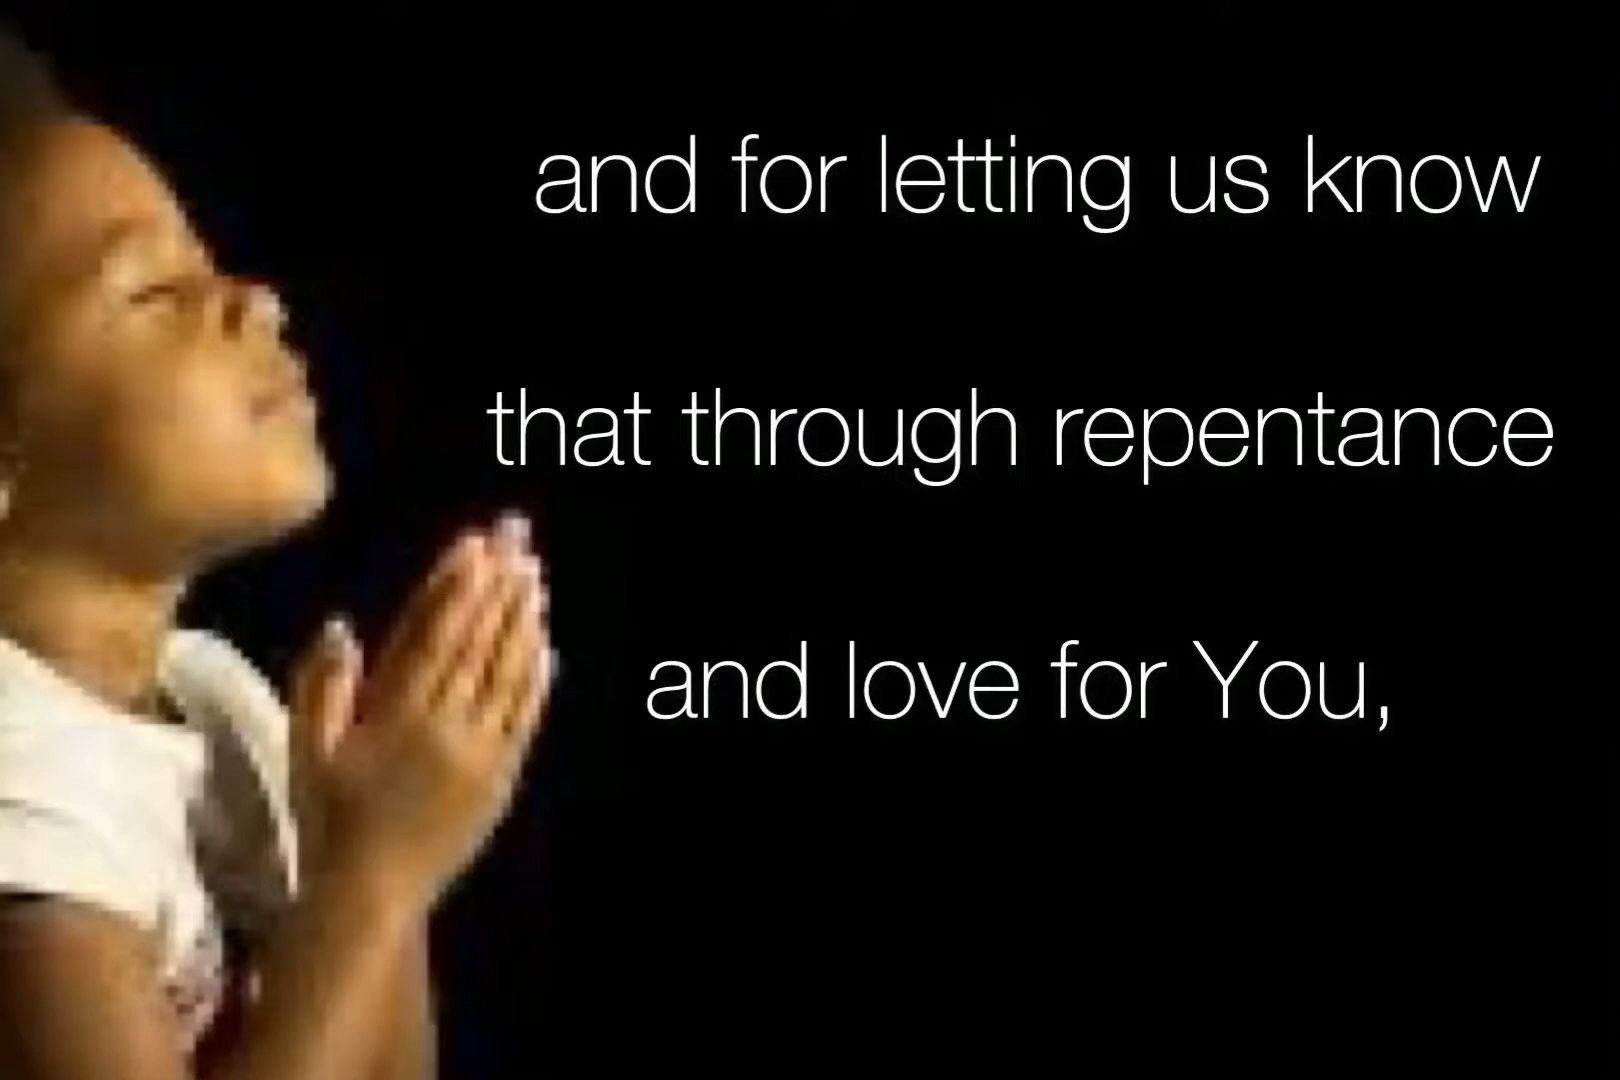 and for letting us know
that through repentance
and love for You,